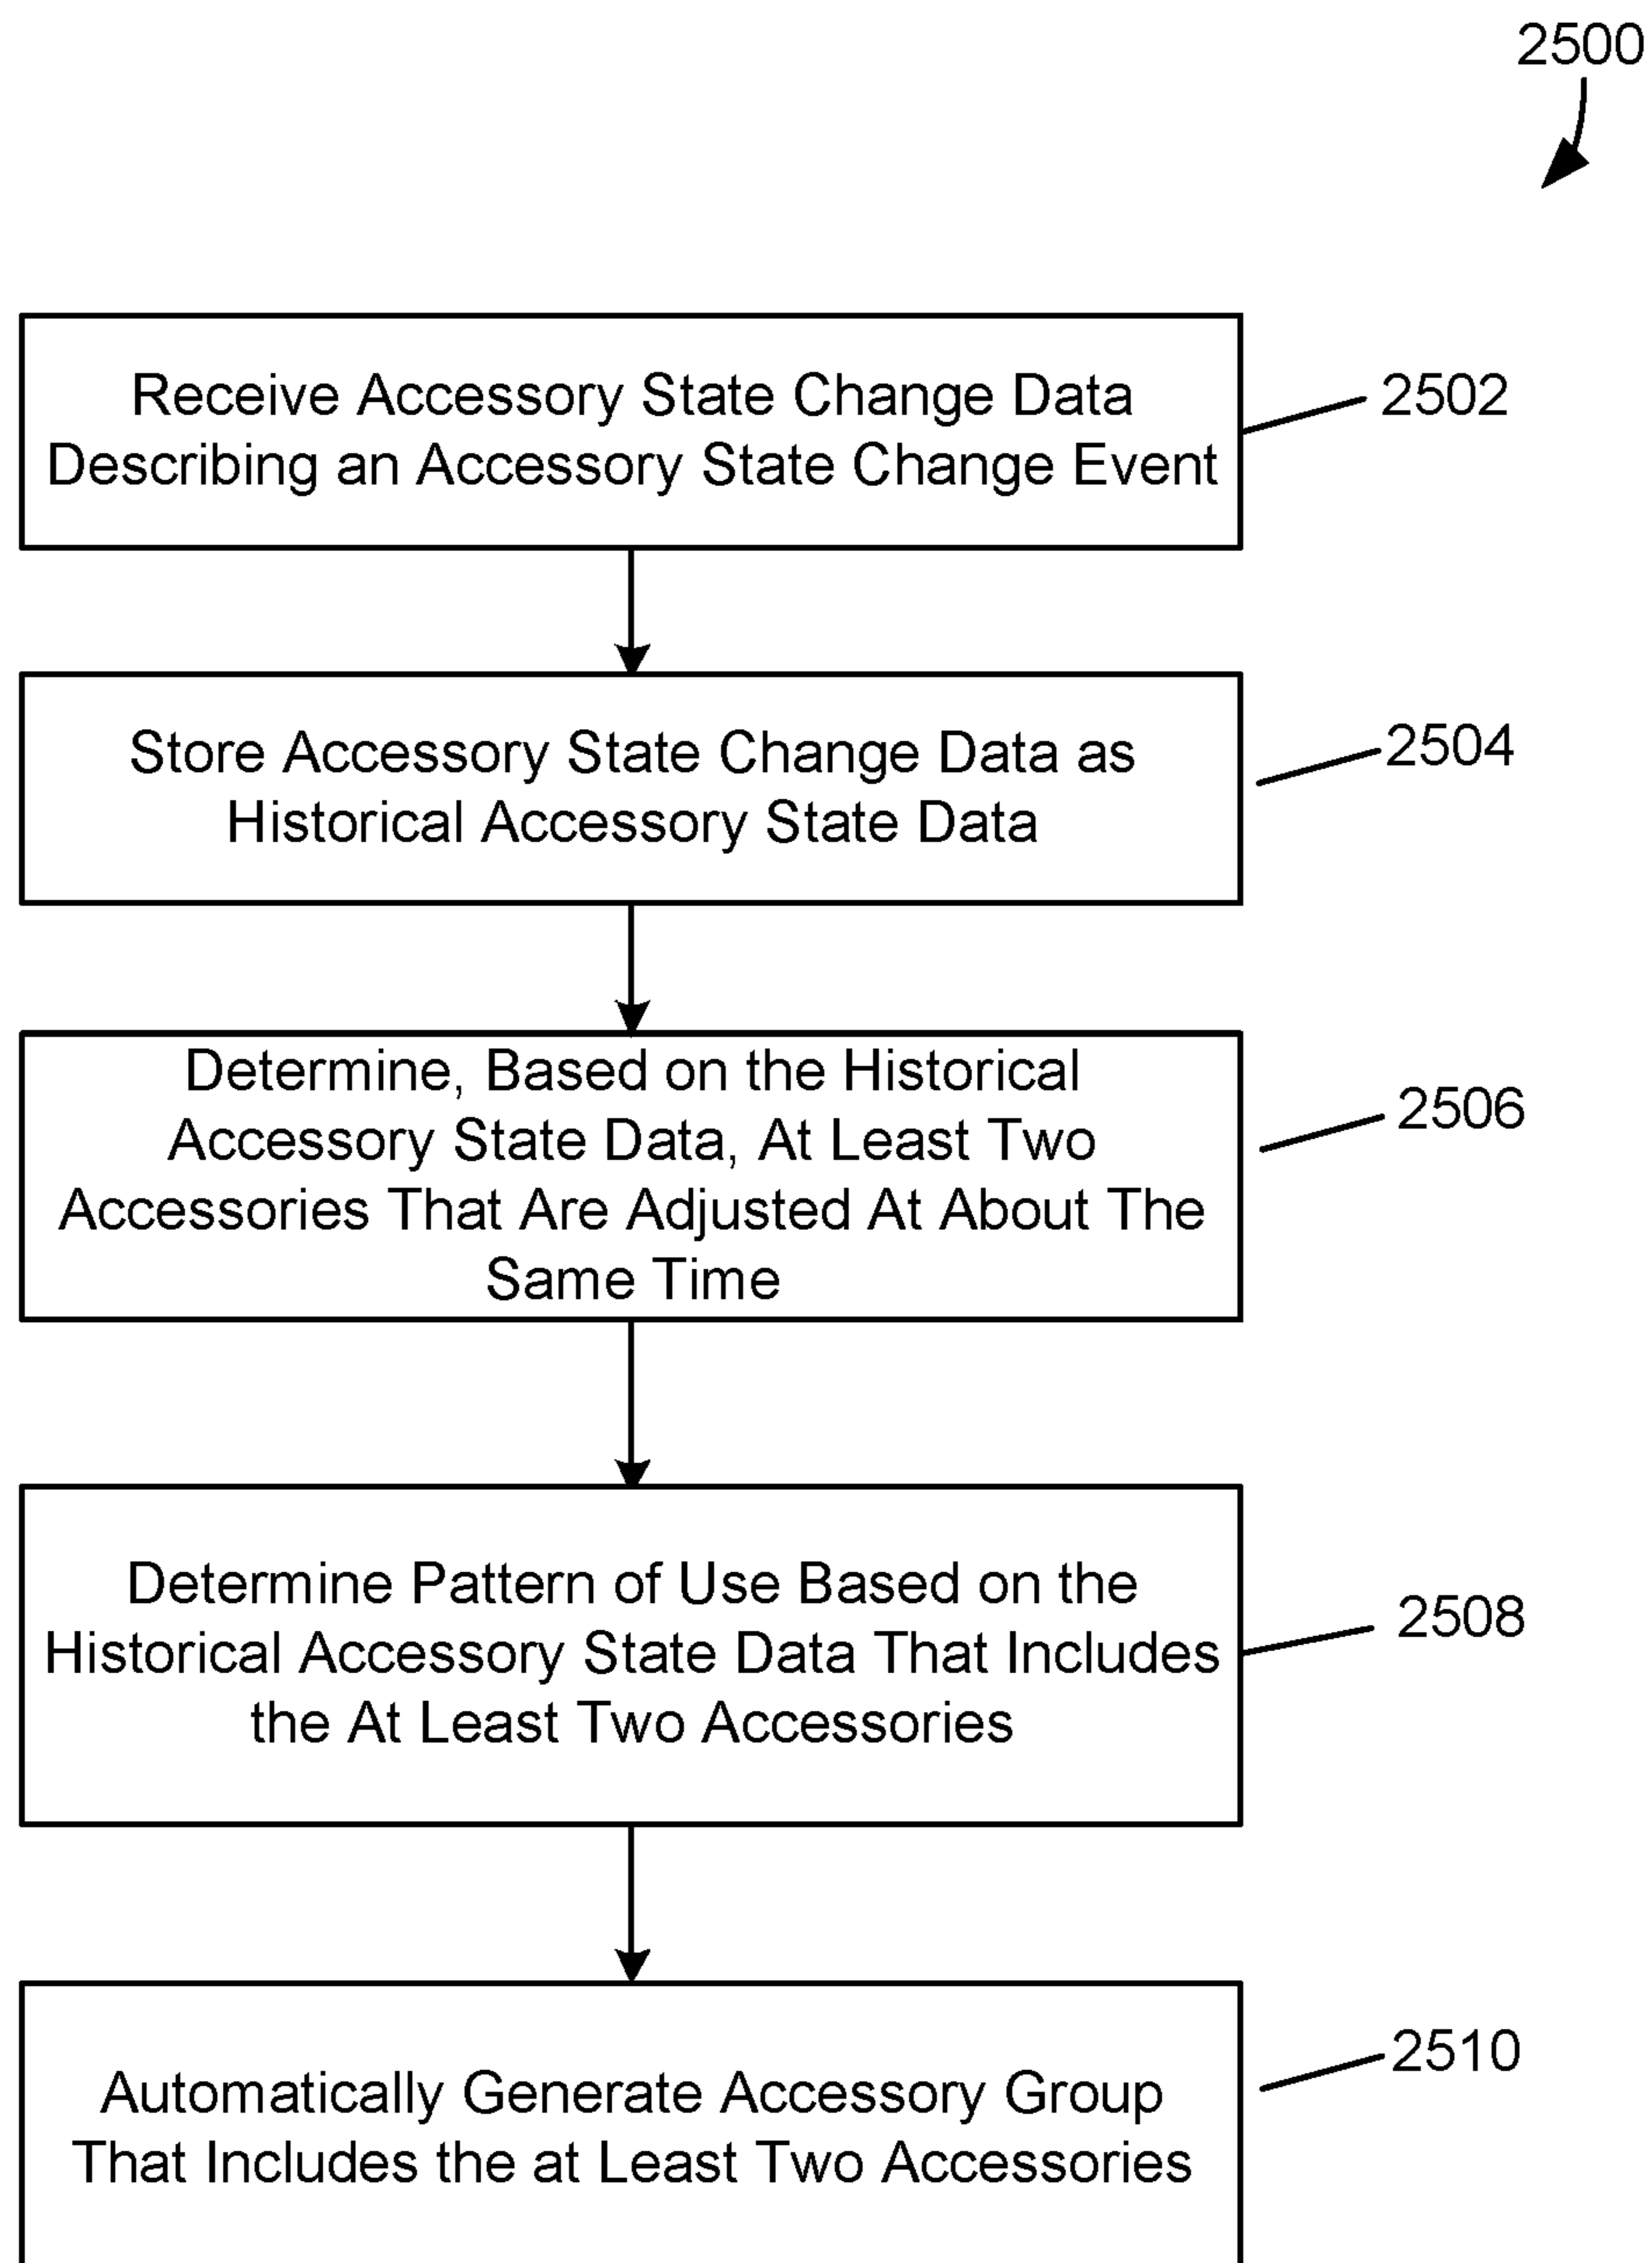 2500
Receive Accessory State Change Data
Describing an Accessory State Change Event
2502
Store Accessory State Change Data as
Historical Accessory State Data
2504
Determine, Based on the Historical
Accessory State Data, At Least Two
Accessories That Are Adjusted At About The
Same Time
2506
Determine Pattern of Use Based on the
Historical Accessory State Data That Includes
the At Least Two Accessories
2508
Automatically Generate Accessory Group
That Includes the at Least Two Accessories
2510